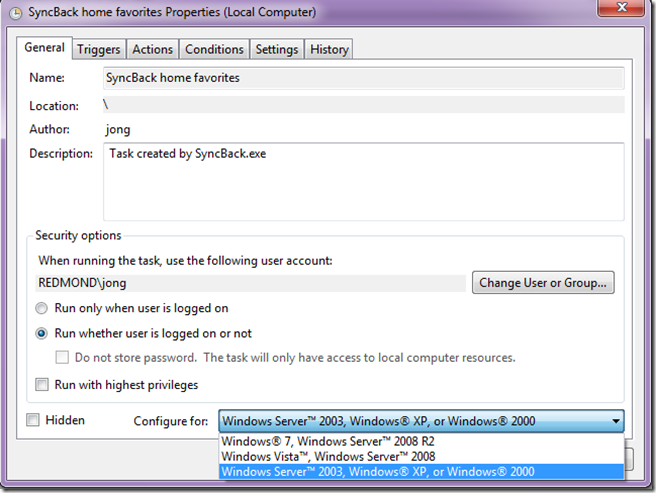 SyncBack home favorites Properties (Local Computer)
General Triggers Actions Conditions Settings History
Name: SyncBack home favorites
Location: \
Author: jong
Description: Task created by SyncBack.exe
Security options
When running the task, use the following user account:
REDMOND\jong Change User or Group...
Run only when user is logged on
Run whether user is logged on or not
Do not store password. The task will only have access to local computer resources.
Run with highest privileges
Hidden Configure for: Windows Server™ 2003, Windows® XP, or Windows® 2000
Windows® 7, Windows Server™ 2008 R2
Windows Vista™, Windows Server™ 2008
Windows Server™ 2003, Windows® XP, or Windows® 2000